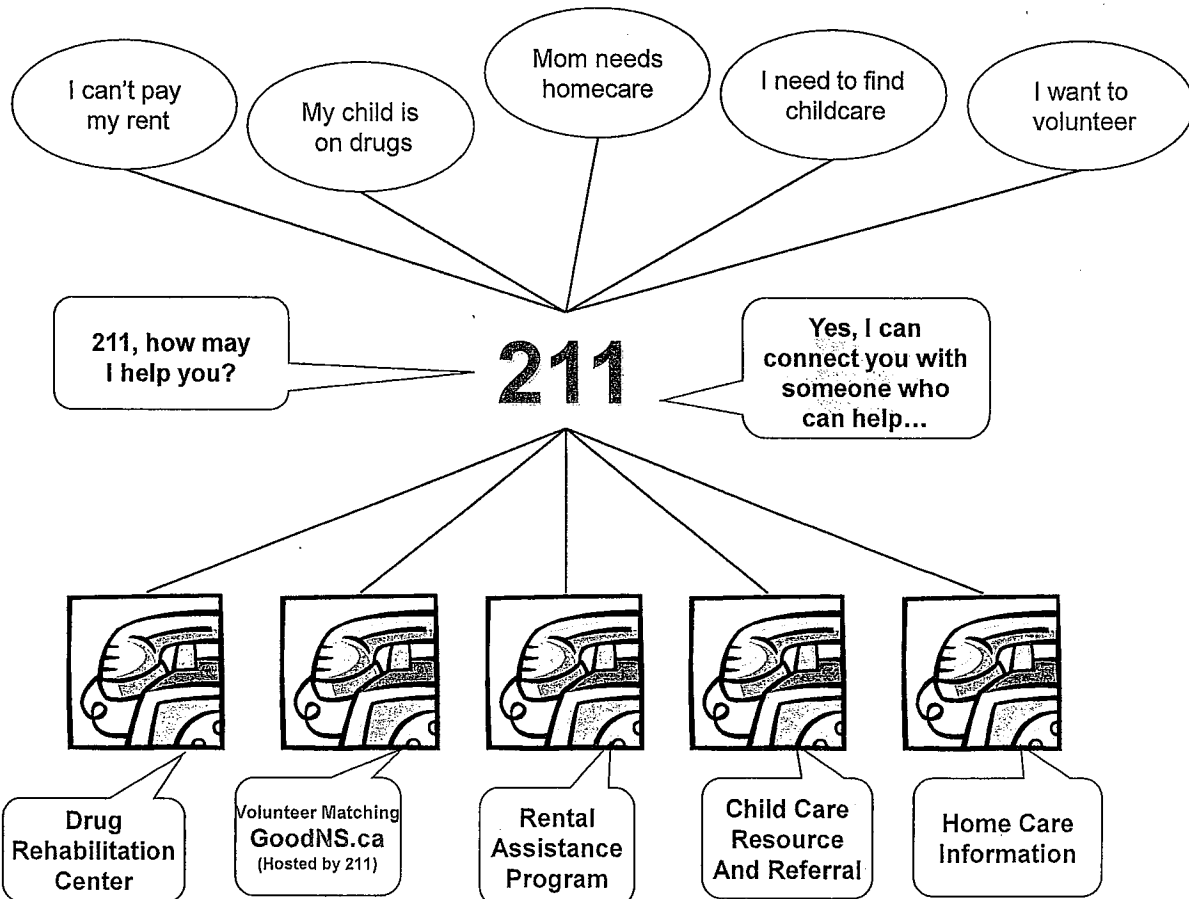 I can't pay
my rent
My child is
on drugs
Mom needs
homecare
I need to find
childcare
I want to
volunteer
211, how may
I help you?
211
Yes, I can
connect you with
someone who
can help...
Drug
Rehabilitation
Center
Volunteer Matching
GoodNS.ca
(Hosted by 211)
Rental
Assistance
Program
Child Care
Resource
And Referral
Home Care
Information